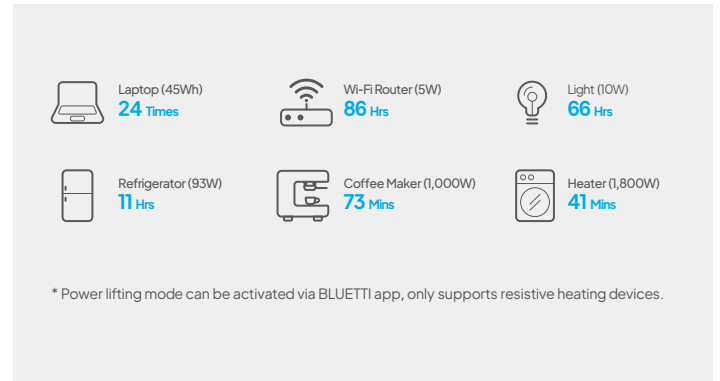 Laptop (45Wh)
24 Times
Wi-Fi Router (5W)
86 Hrs
Light (10W)
66 Hrs
Refrigerator (93W)
11 Hrs
Coffee Maker (1,000W)
73 Mins
Heater (1,800W)
41 Mins
* Power lifting mode can be activated via BLUETTI app, only supports resistive heating devices.